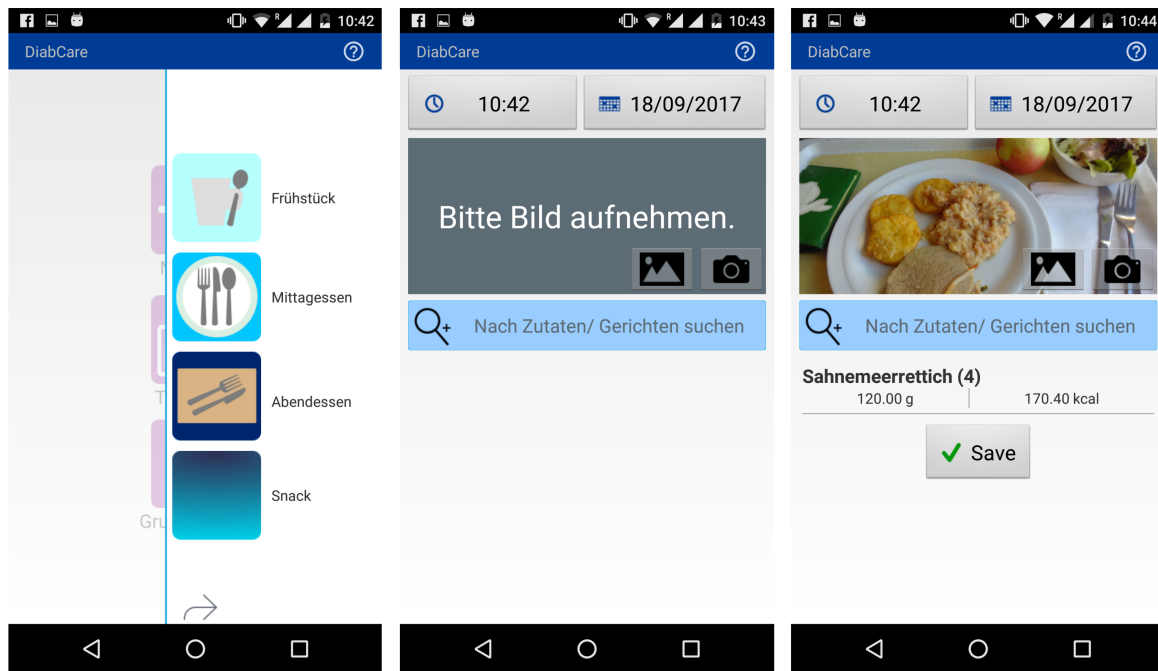 10:42
DiabCare
Frühstück
Mittagessen
Abendessen
Snack
Gru
10:43
DiabCare
10:42
18/09/2017
Bitte Bild aufnehmen.
Nach Zutaten/ Gerichten suchen
10:44
DiabCare
10:42
18/09/2017
Nach Zutaten/ Gerichten suchen
Sahnemeerrettich (4)
120.00 g 170.40 kcal
Save